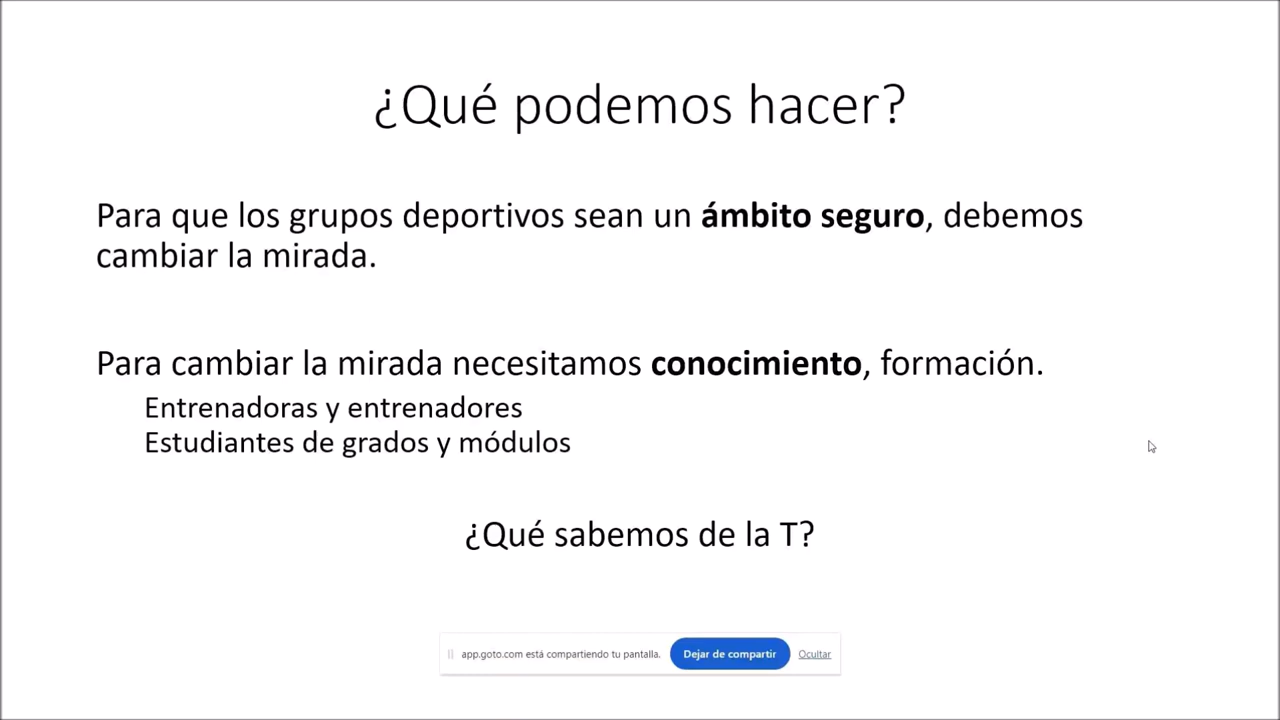 ¿Qué podemos hacer?
Para que los grupos deportivos sean un ámbito seguro, debemos
cambiar la mirada.
Para cambiar la mirada necesitamos conocimiento, formación.
Entrenadoras y entrenadores
Estudiantes de grados y módulos
¿Qué sabemos de la T?
app.goto.com está compartiendo tu pantalla. Dejar de compartir Ocultar